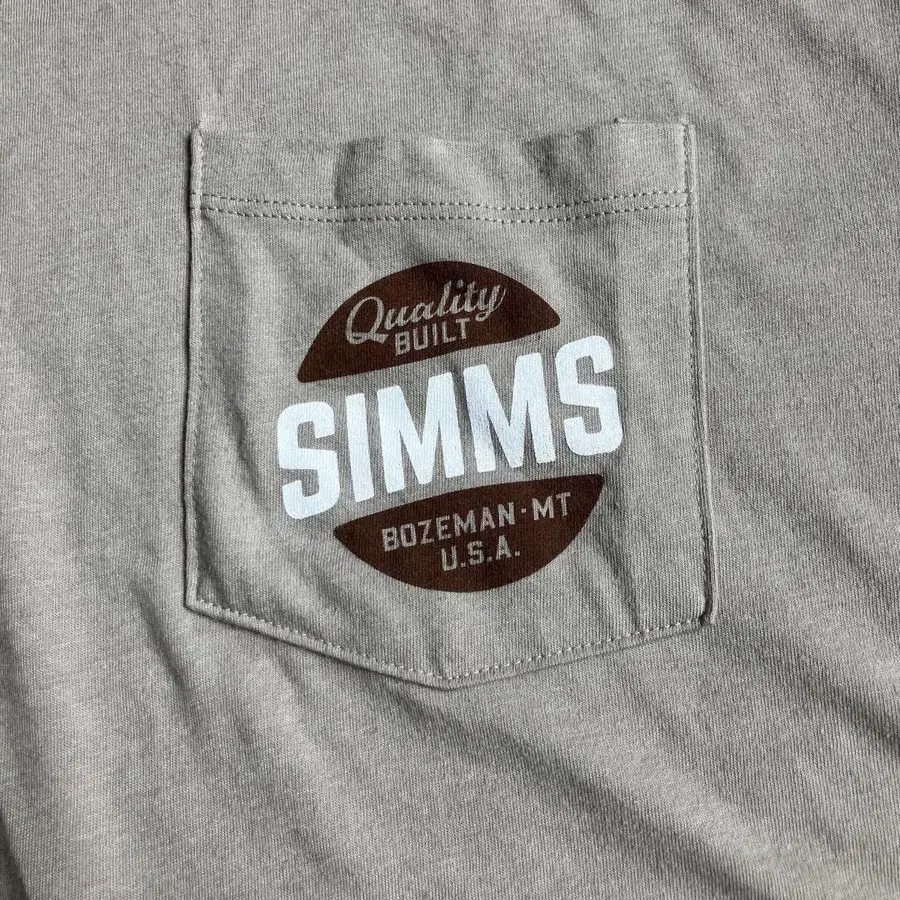 Quality
BUILT
SIMMS
BOZEMAN·MT
U.S.A.